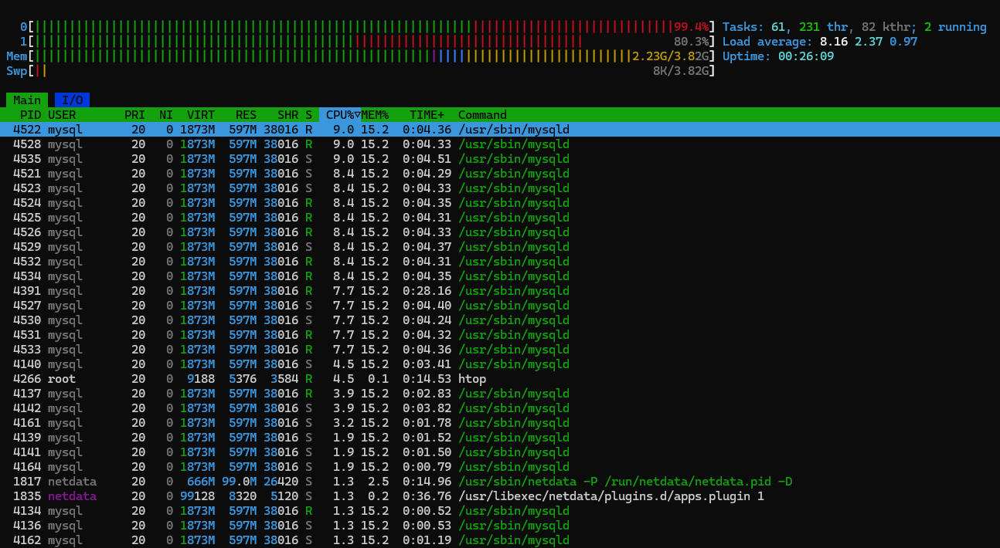 0[||||||||||||||||||||||||||||||||||||||||||||||||||||||||||||||||||||||||||||||||||||||||||||99.4%] Tasks: 61, 231 thr, 82 kthr; 2 running
1[||||||||||||||||||||||||||||||||||||||||||||||||||||||||||||||||||||||||||||||| 80.3%] Load average: 8.16 2.37 0.97
Mem[||||||||||||||||||||||||||||||||||||||||||||||||||||||||||||||||||||||||||||||||||||||2.23G/3.82G] Uptime: 00:26:09
Swp[|| 8K/3.82G]
Main I/O
PID USER PRI NI VIRT RES SHR S CPU%▽MEM% TIME+ Command
4522 mysql 20 0 1873M 597M 38016 R 9.0 15.2 0:04.36 /usr/sbin/mysqld
4528 mysql 20 0 1873M 597M 38016 R 9.0 15.2 0:04.33 /usr/sbin/mysqld
4535 mysql 20 0 1873M 597M 38016 S 9.0 15.2 0:04.51 /usr/sbin/mysqld
4521 mysql 20 0 1873M 597M 38016 S 8.4 15.2 0:04.29 /usr/sbin/mysqld
4523 mysql 20 0 1873M 597M 38016 S 8.4 15.2 0:04.33 /usr/sbin/mysqld
4524 mysql 20 0 1873M 597M 38016 R 8.4 15.2 0:04.35 /usr/sbin/mysqld
4525 mysql 20 0 1873M 597M 38016 R 8.4 15.2 0:04.31 /usr/sbin/mysqld
4526 mysql 20 0 1873M 597M 38016 R 8.4 15.2 0:04.33 /usr/sbin/mysqld
4529 mysql 20 0 1873M 597M 38016 S 8.4 15.2 0:04.37 /usr/sbin/mysqld
4532 mysql 20 0 1873M 597M 38016 R 8.4 15.2 0:04.31 /usr/sbin/mysqld
4534 mysql 20 0 1873M 597M 38016 R 8.4 15.2 0:04.35 /usr/sbin/mysqld
4391 mysql 20 0 1873M 597M 38016 R 7.7 15.2 0:28.16 /usr/sbin/mysqld
4527 mysql 20 0 1873M 597M 38016 S 7.7 15.2 0:04.40 /usr/sbin/mysqld
4530 mysql 20 0 1873M 597M 38016 S 7.7 15.2 0:04.24 /usr/sbin/mysqld
4531 mysql 20 0 1873M 597M 38016 R 7.7 15.2 0:04.32 /usr/sbin/mysqld
4533 mysql 20 0 1873M 597M 38016 R 7.7 15.2 0:04.36 /usr/sbin/mysqld
4140 mysql 20 0 1873M 597M 38016 S 4.5 15.2 0:03.41 /usr/sbin/mysqld
4266 root 20 0 9188 5376 3584 R 4.5 0.1 0:14.53 htop
4137 mysql 20 0 1873M 597M 38016 R 3.9 15.2 0:02.83 /usr/sbin/mysqld
4142 mysql 20 0 1873M 597M 38016 S 3.9 15.2 0:03.82 /usr/sbin/mysqld
4161 mysql 20 0 1873M 597M 38016 S 3.2 15.2 0:01.78 /usr/sbin/mysqld
4139 mysql 20 0 1873M 597M 38016 S 1.9 15.2 0:01.52 /usr/sbin/mysqld
4141 mysql 20 0 1873M 597M 38016 S 1.9 15.2 0:01.50 /usr/sbin/mysqld
4164 mysql 20 0 1873M 597M 38016 S 1.9 15.2 0:00.79 /usr/sbin/mysqld
1817 netdata 20 0 666M 99.0M 26420 S 1.3 2.5 0:14.96 /usr/sbin/netdata -P /run/netdata/netdata.pid -D
1835 netdata 20 0 99128 8320 5120 S 1.3 0.2 0:36.76 /usr/libexec/netdata/plugins.d/apps.plugin 1
4134 mysql 20 0 1873M 597M 38016 R 1.3 15.2 0:00.52 /usr/sbin/mysqld
4136 mysql 20 0 1873M 597M 38016 S 1.3 15.2 0:00.53 /usr/sbin/mysqld
4162 mysql 20 0 1873M 597M 38016 S 1.3 15.2 0:01.19 /usr/sbin/mysqld